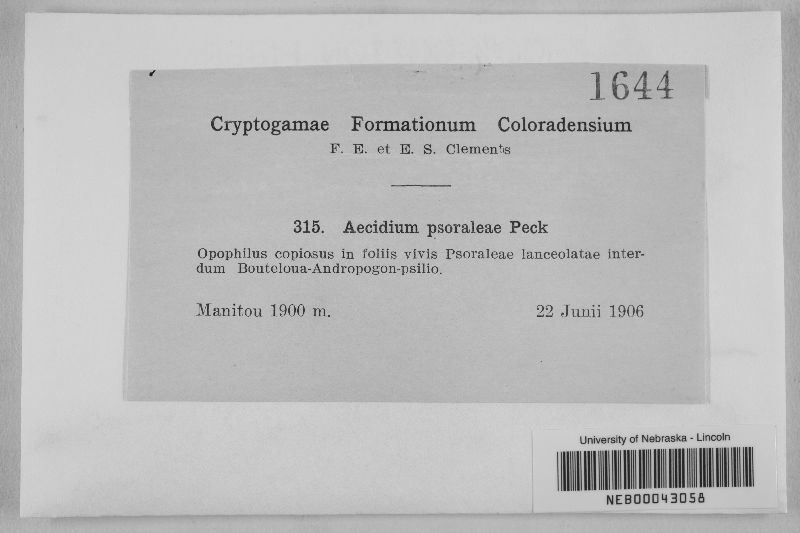 1644
Cryptogamae Formationum Coloradensium
F. E. et E. S. Clements
315. Aecidium psoraleae Peck
Opophilus copiosus in foliis vivis Psoraleae lanceolatae inter-
dum Bouteloua-Andropogon-psilio.
Manitou 1900 m. 22 Junii 1906
University of Nebraska - Lincoln
NEB00043058